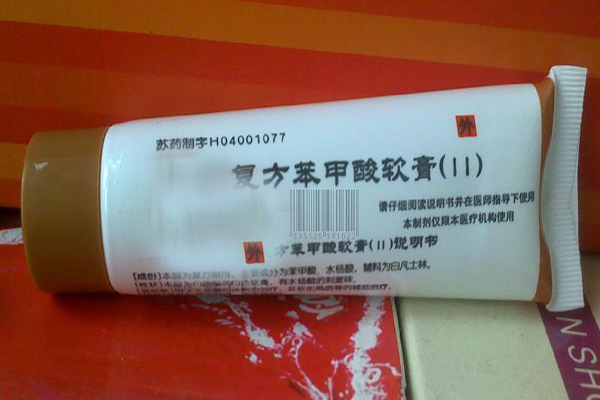 苏药制字H04001077
外
复方苯甲酸软膏(II)
请仔细阅读说明书并在医师指导下使用
本制剂仅限本医疗机构使用
外
方苯甲酸软膏(II)说明书
[成份]本品为复方制剂，主要成分为苯甲酸、水杨酸，辅料为白凡士林。
N SH